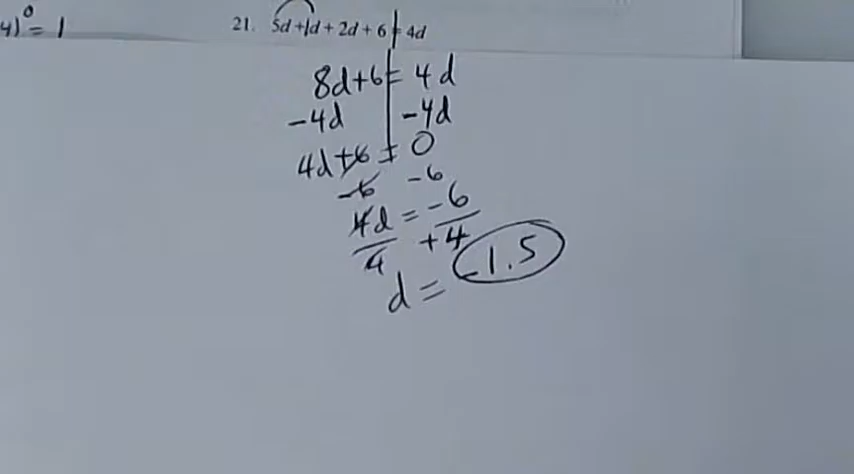 4)⁰ = 1
21. 5d + 1d + 2d + 6 = 4d
8d + 6 = 4d
-4d -4d
4d + 6 = 0
-6 -6
4d = -6
4 +4
d = -1.5